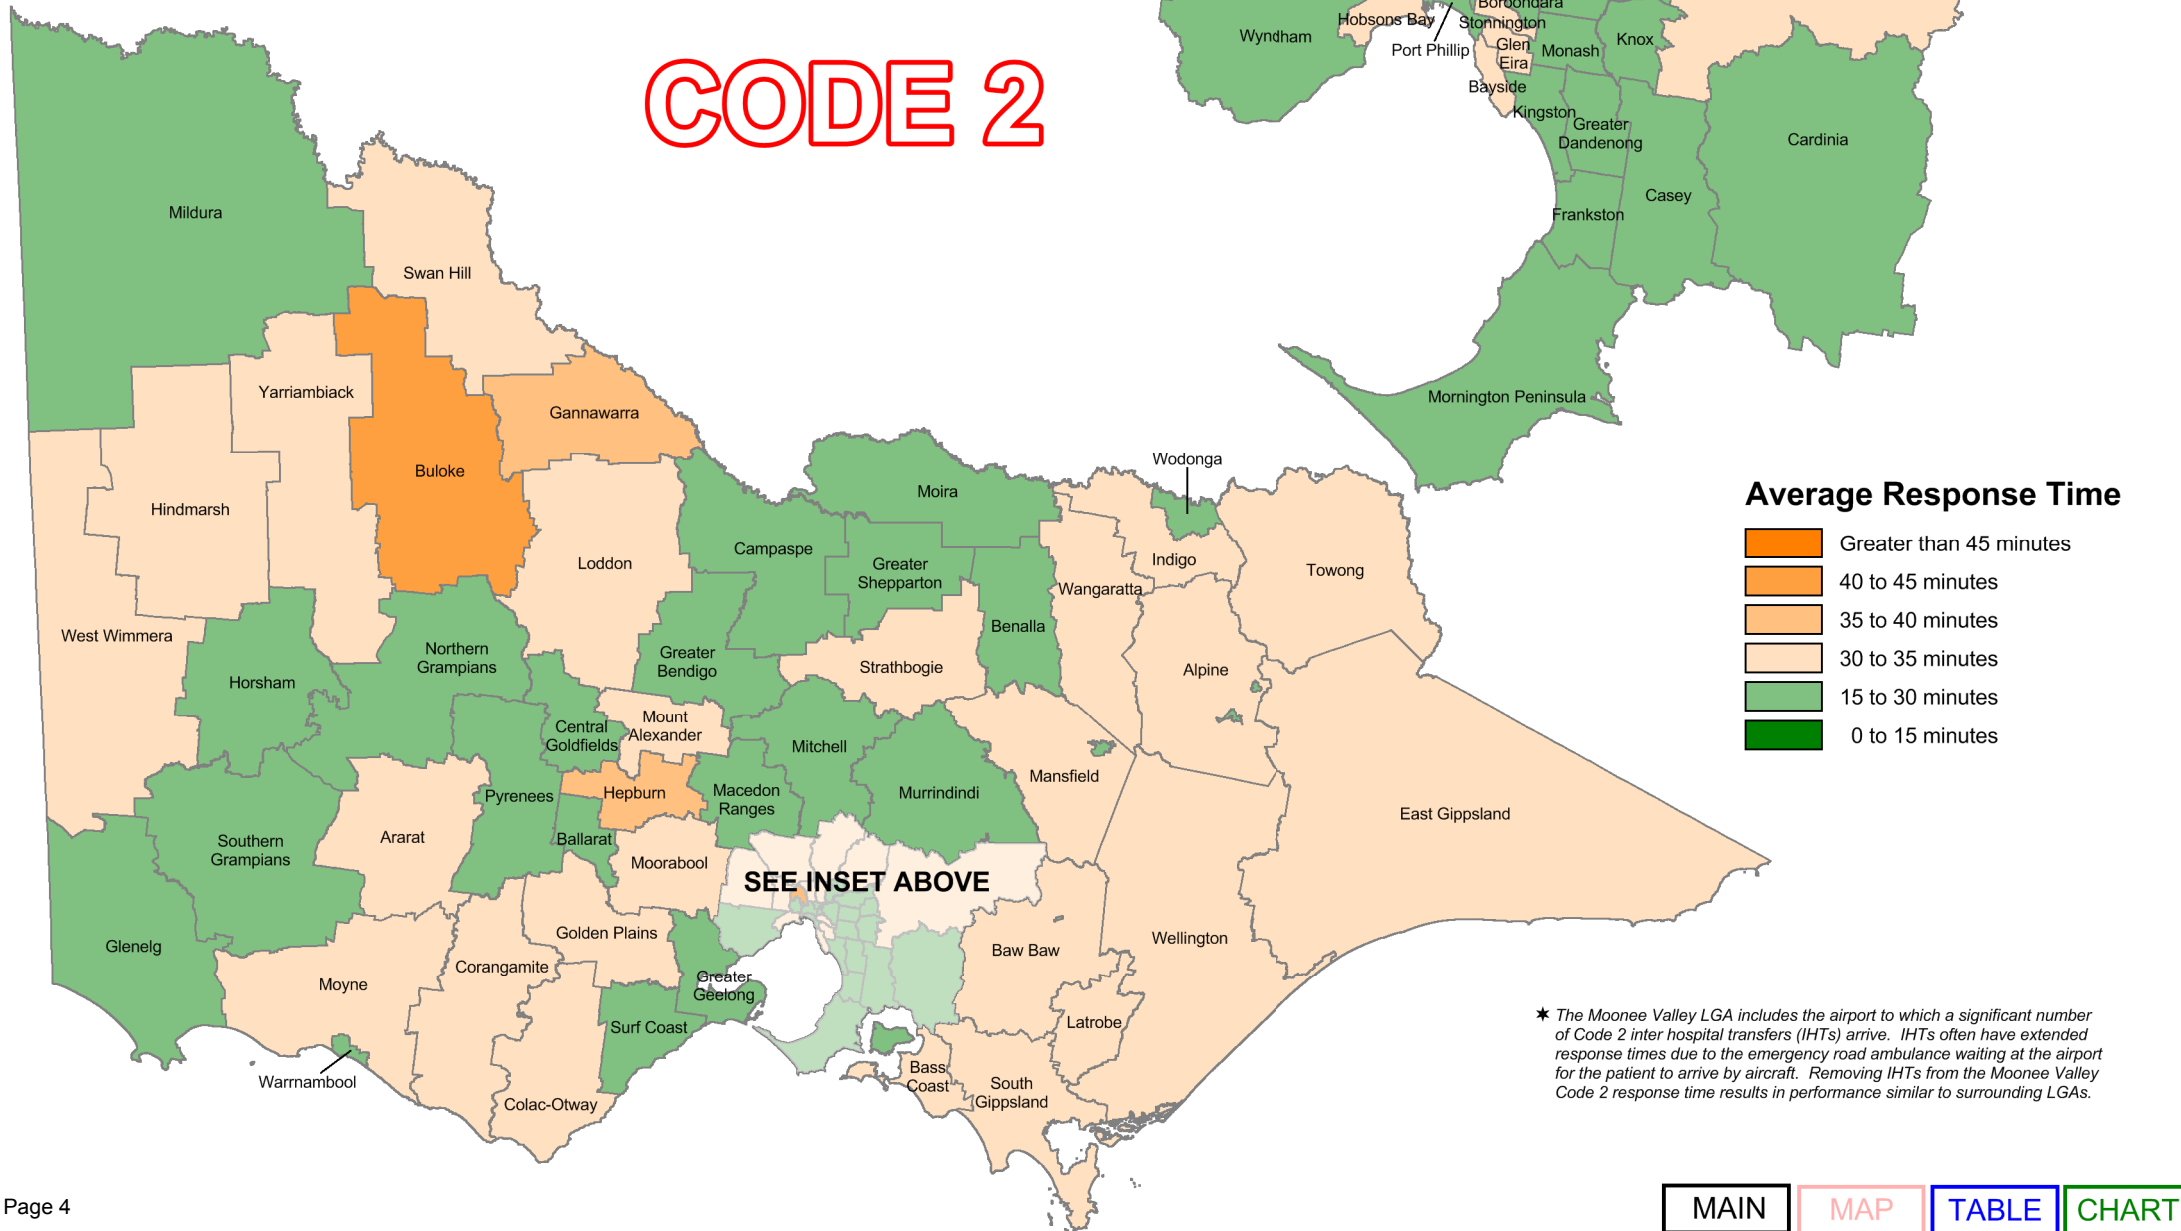 Boroondara
Hobsons Bay
Stonnington
Wyndham
Port Phillip
Glen
Eira
Monash
Knox
Bayside
Kingston
Greater
Dandenong
Cardinia
Casey
Frankston
Mornington Peninsula
CODE 2
Mildura
Swan Hill
Yarriambiack
Gannawarra
Buloke
Hindmarsh
Loddon
Moira
Wodonga
Campaspe
Greater
Shepparton
Indigo
Towong
Wangaratta
West Wimmera
Northern
Grampians
Benalla
Greater
Bendigo
Strathbogie
Alpine
Horsham
Mount
Alexander
Central
Goldfields
Mitchell
Mansfield
Pyrenees
Hepburn
Macedon
Ranges
Murrindindi
East Gippsland
Southern
Grampians
Ararat
Ballarat
Moorabool
SEE INSET ABOVE
Glenelg
Golden Plains
Wellington
Baw Baw
Corangamite
Moyne
Greater
Geelong
Surf Coast
Latrobe
Warrnambool
Bass
Coast
South
Gippsland
Colac-Otway
Average Response Time
Greater than 45 minutes
40 to 45 minutes
35 to 40 minutes
30 to 35 minutes
15 to 30 minutes
0 to 15 minutes
✶ The Moonee Valley LGA includes the airport to which a significant number
of Code 2 inter hospital transfers (IHTs) arrive. IHTs often have extended
response times due to the emergency road ambulance waiting at the airport
for the patient to arrive by aircraft. Removing IHTs from the Moonee Valley
Code 2 response time results in performance similar to surrounding LGAs.
Page 4
MAIN
MAP
TABLE
CHART